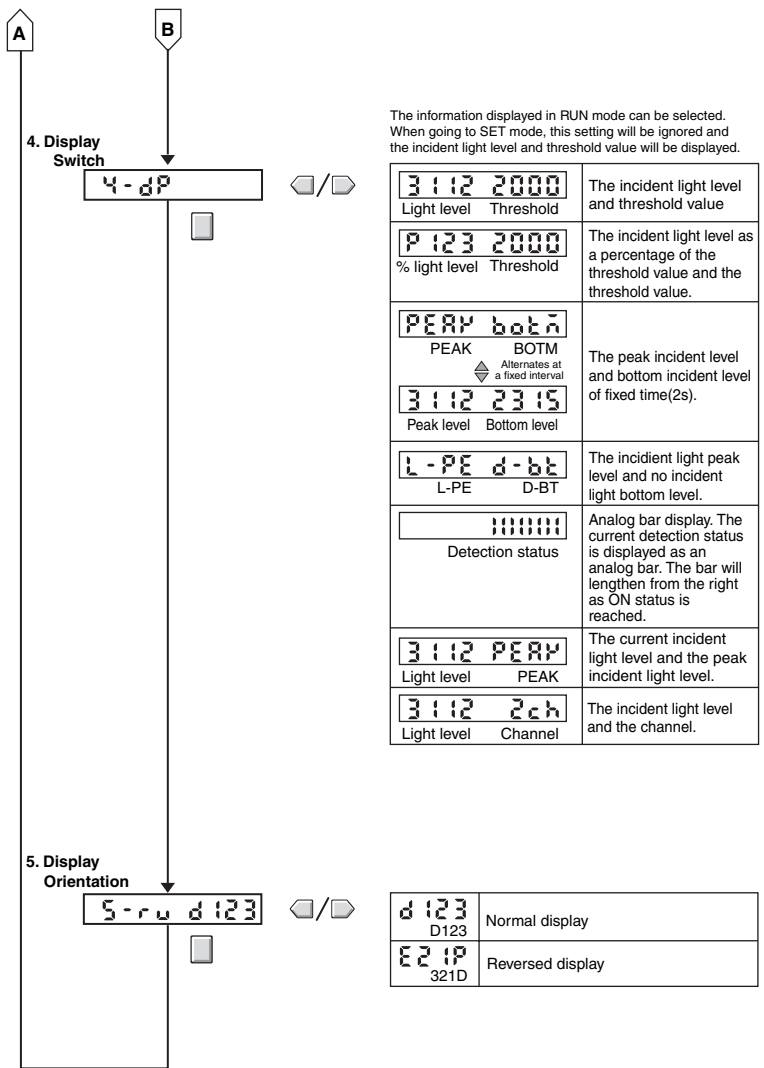 A
B
The information displayed in RUN mode can be selected.
When going to SET mode, this setting will be ignored and
the incident light level and threshold value will be displayed.
4. Display
Switch
4-dP
3112 2000
Light level Threshold
The incident light level
and threshold value
P123 2000
% light level Threshold
The incident light level as
a percentage of the
threshold value and the
threshold value.
PEAK botm
PEAK BOTM
Alternates at
a fixed interval
3112 2315
Peak level Bottom level
The peak incident level
and bottom incident level
of fixed time(2s).
L-PE d-bt
L-PE D-BT
The incidient light peak
level and no incident
light bottom level.
Detection status
Analog bar display. The
current detection status
is displayed as an
analog bar. The bar will
lengthen from the right
as ON status is
reached.
3112 PEAK
Light level PEAK
The current incident
light level and the peak
incident light level.
3112 2ch
Light level Channel
The incident light level
and the channel.
5. Display
Orientation
5-ru d123
d123
D123
Normal display
E21P
321D
Reversed display